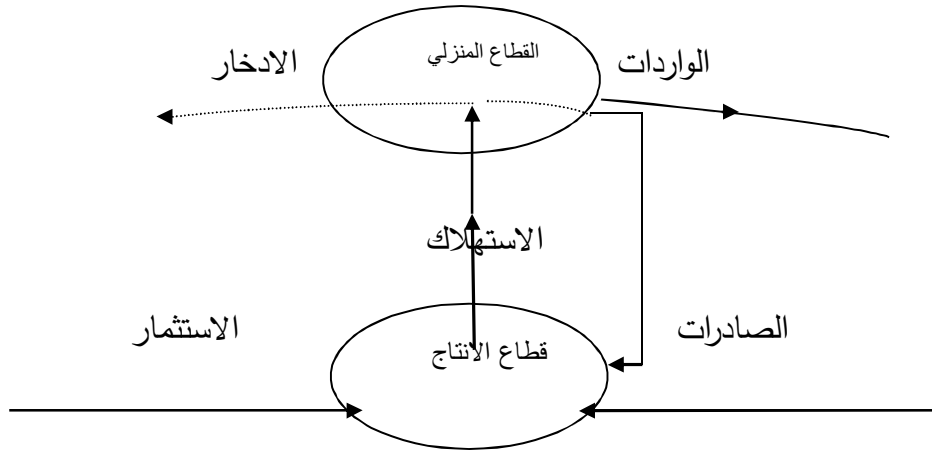 القطاع المنزلي
الواردات
الادخار
الاستهلاك
الصادرات
الاستثمار
قطاع الانتاج